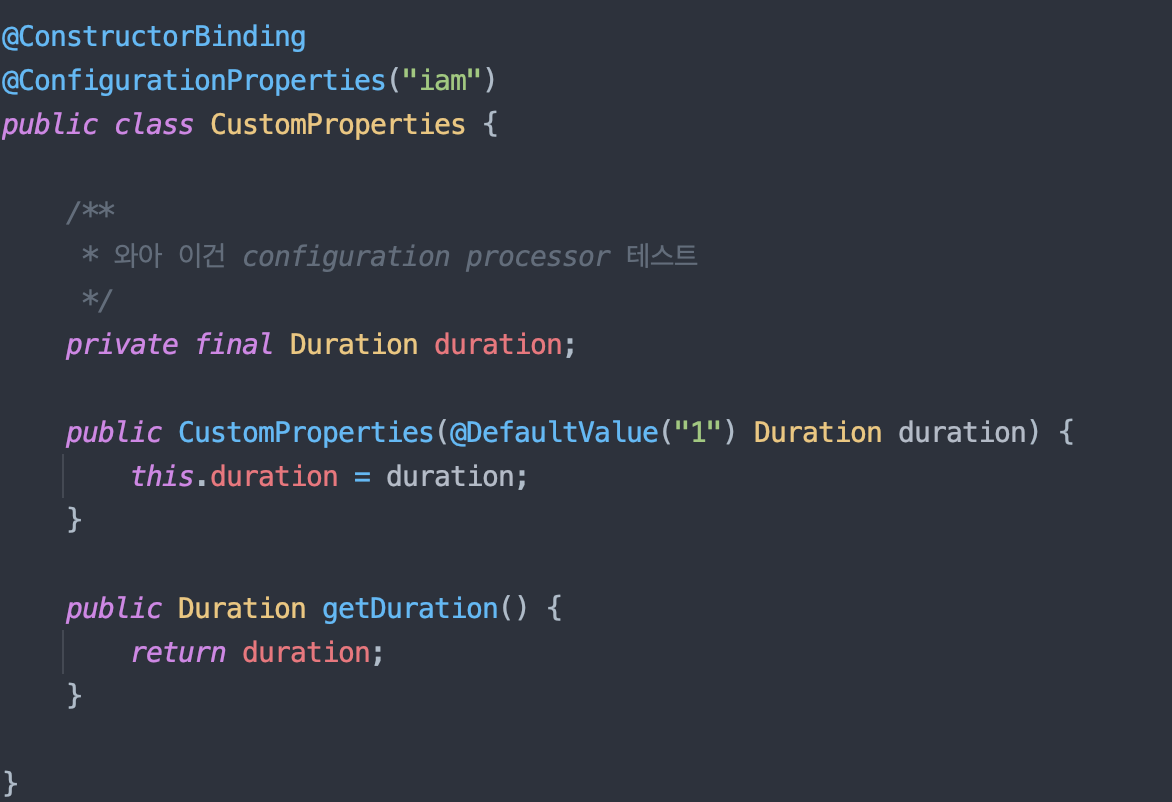 @ConstructorBinding
@ConfigurationProperties("iam")
public class CustomProperties {
    /**
     * 와아 이건 configuration processor 테스트
     */
    private final Duration duration;
    public CustomProperties(@DefaultValue("1") Duration duration) {
        this.duration = duration;
    }
    public Duration getDuration() {
        return duration;
    }
}